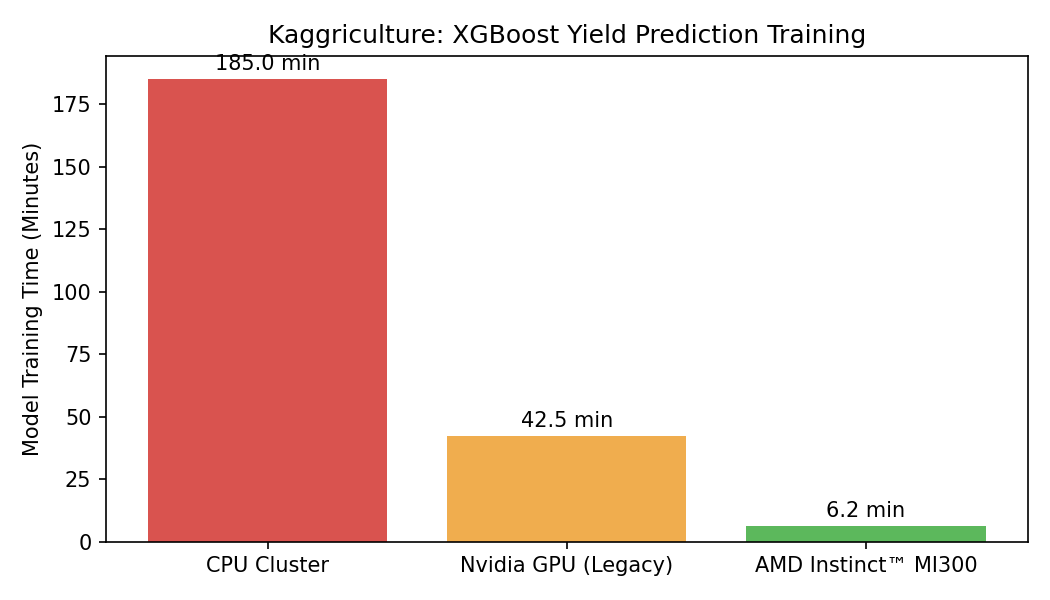 Kaggriculture: XGBoost Yield Prediction Training
185.0 min
175
150
125
100
75
50
25
0
Model Training Time (Minutes)
42.5 min
6.2 min
CPU Cluster
Nvidia GPU (Legacy)
AMD Instinct™ MI300